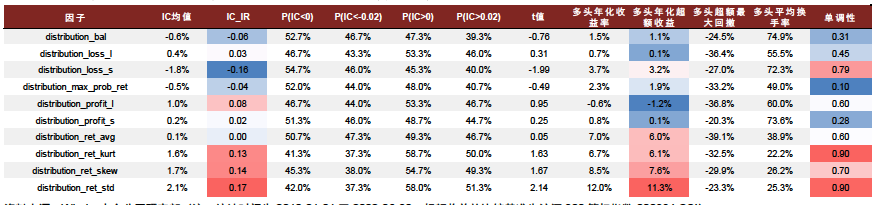 因子 IC均值 IC_IR P(IC<0) P(IC<-0.02) P(IC>0) P(IC>0.02) t值 多头年化收益率 多头年化超额收益 多头超额最大回撤 多头平均换手率 单调性
distribution_bal -0.6% -0.06 52.7% 46.7% 47.3% 39.3% -0.76 1.5% 1.1% -24.5% 74.9% 0.31
distribution_loss_l 0.4% 0.03 46.7% 43.3% 53.3% 46.0% 0.31 0.7% 0.1% -36.4% 55.5% 0.45
distribution_loss_s -1.8% -0.16 54.7% 46.0% 45.3% 40.0% -1.99 3.7% 3.2% -27.0% 72.3% 0.79
distribution_max_prob_ret -0.5% -0.04 52.0% 44.0% 48.0% 40.7% -0.49 2.3% 1.9% -33.2% 49.0% 0.10
distribution_profit_l 1.0% 0.08 46.7% 44.0% 53.3% 46.7% 0.95 -0.6% -1.2% -36.8% 60.0% 0.60
distribution_profit_s 0.2% 0.02 51.3% 46.0% 48.7% 44.7% 0.25 0.8% 0.1% -20.3% 73.6% 0.28
distribution_ret_avg 0.1% 0.00 50.7% 47.3% 49.3% 46.7% 0.05 7.0% 6.0% -39.1% 38.9% 0.60
distribution_ret_kurt 1.6% 0.13 41.3% 37.3% 58.7% 50.0% 1.63 6.7% 6.1% -32.5% 22.2% 0.90
distribution_ret_skew 1.7% 0.14 45.3% 38.0% 54.7% 49.3% 1.67 8.5% 7.6% -29.9% 26.2% 0.70
distribution_ret_std 2.1% 0.17 42.0% 37.3% 58.0% 51.3% 2.14 12.0% 11.3% -23.3% 25.3% 0.90